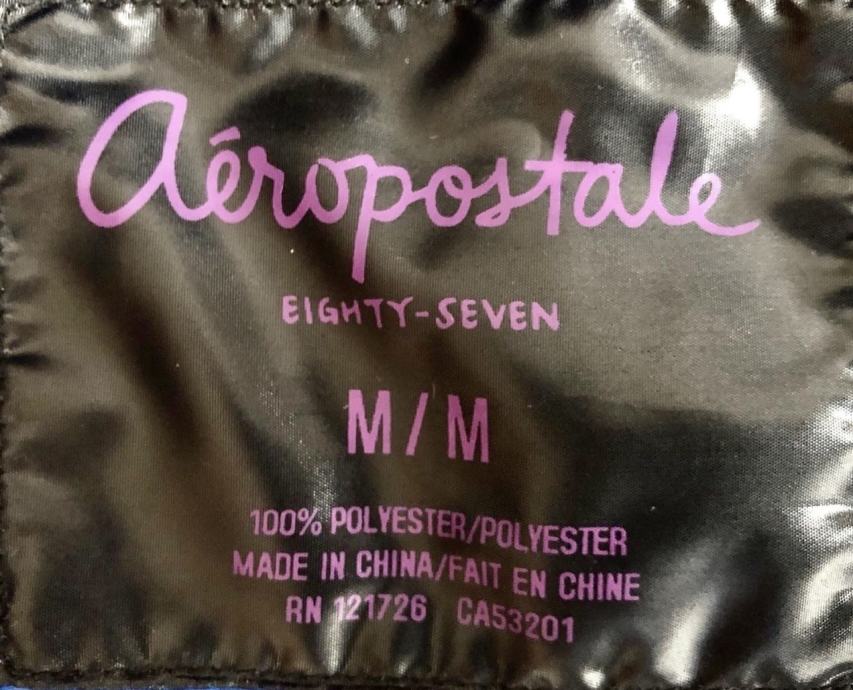 Aéropostale
EIGHTY-SEVEN
M/M
100% POLYESTER/POLYESTER
MADE IN CHINA/FAIT EN CHINE
RN 121726 CA53201